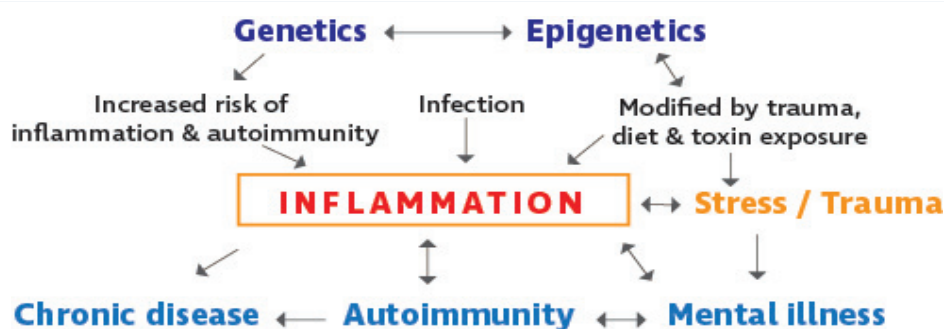 Genetics Epigenetics
Increased risk of
inflammation & autoimmunity
Infection
Modified by trauma,
diet & toxin exposure
INFLAMMATION
Stress / Trauma
Chronic disease
Autoimmunity
Mental illness